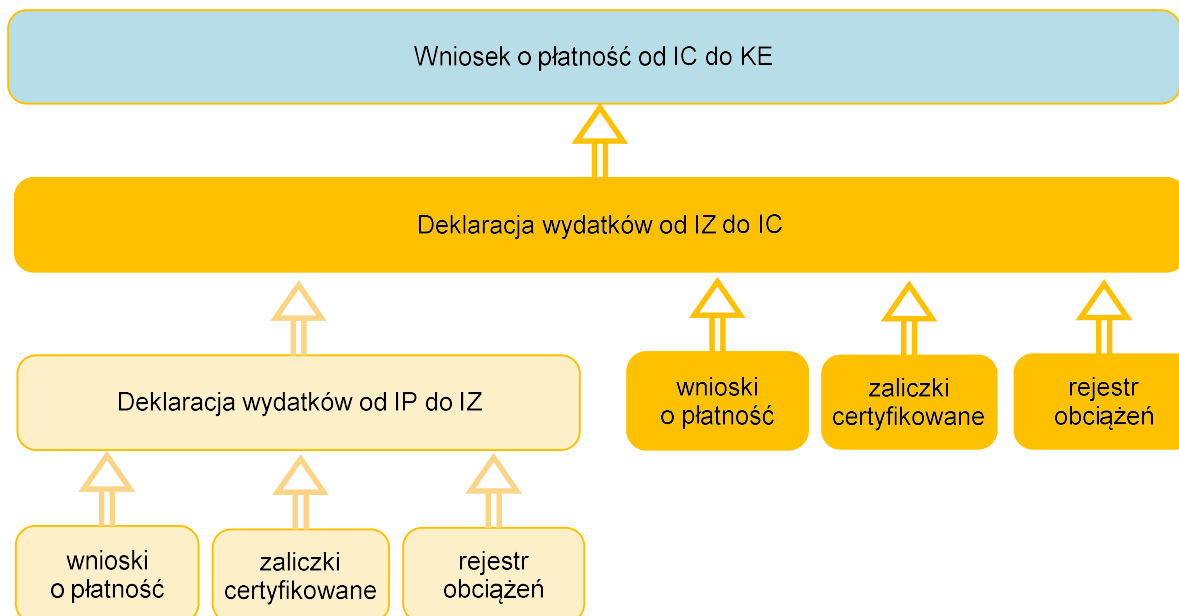 Wniosek o płatność od IC do KE
Deklaracja wydatków od IZ do IC
wnioski
o płatność
zaliczki
certyfikowane
rejestr
obciążeń
Deklaracja wydatków od IP do IZ
wnioski
o płatność
zaliczki
certyfikowane
rejestr
obciążeń